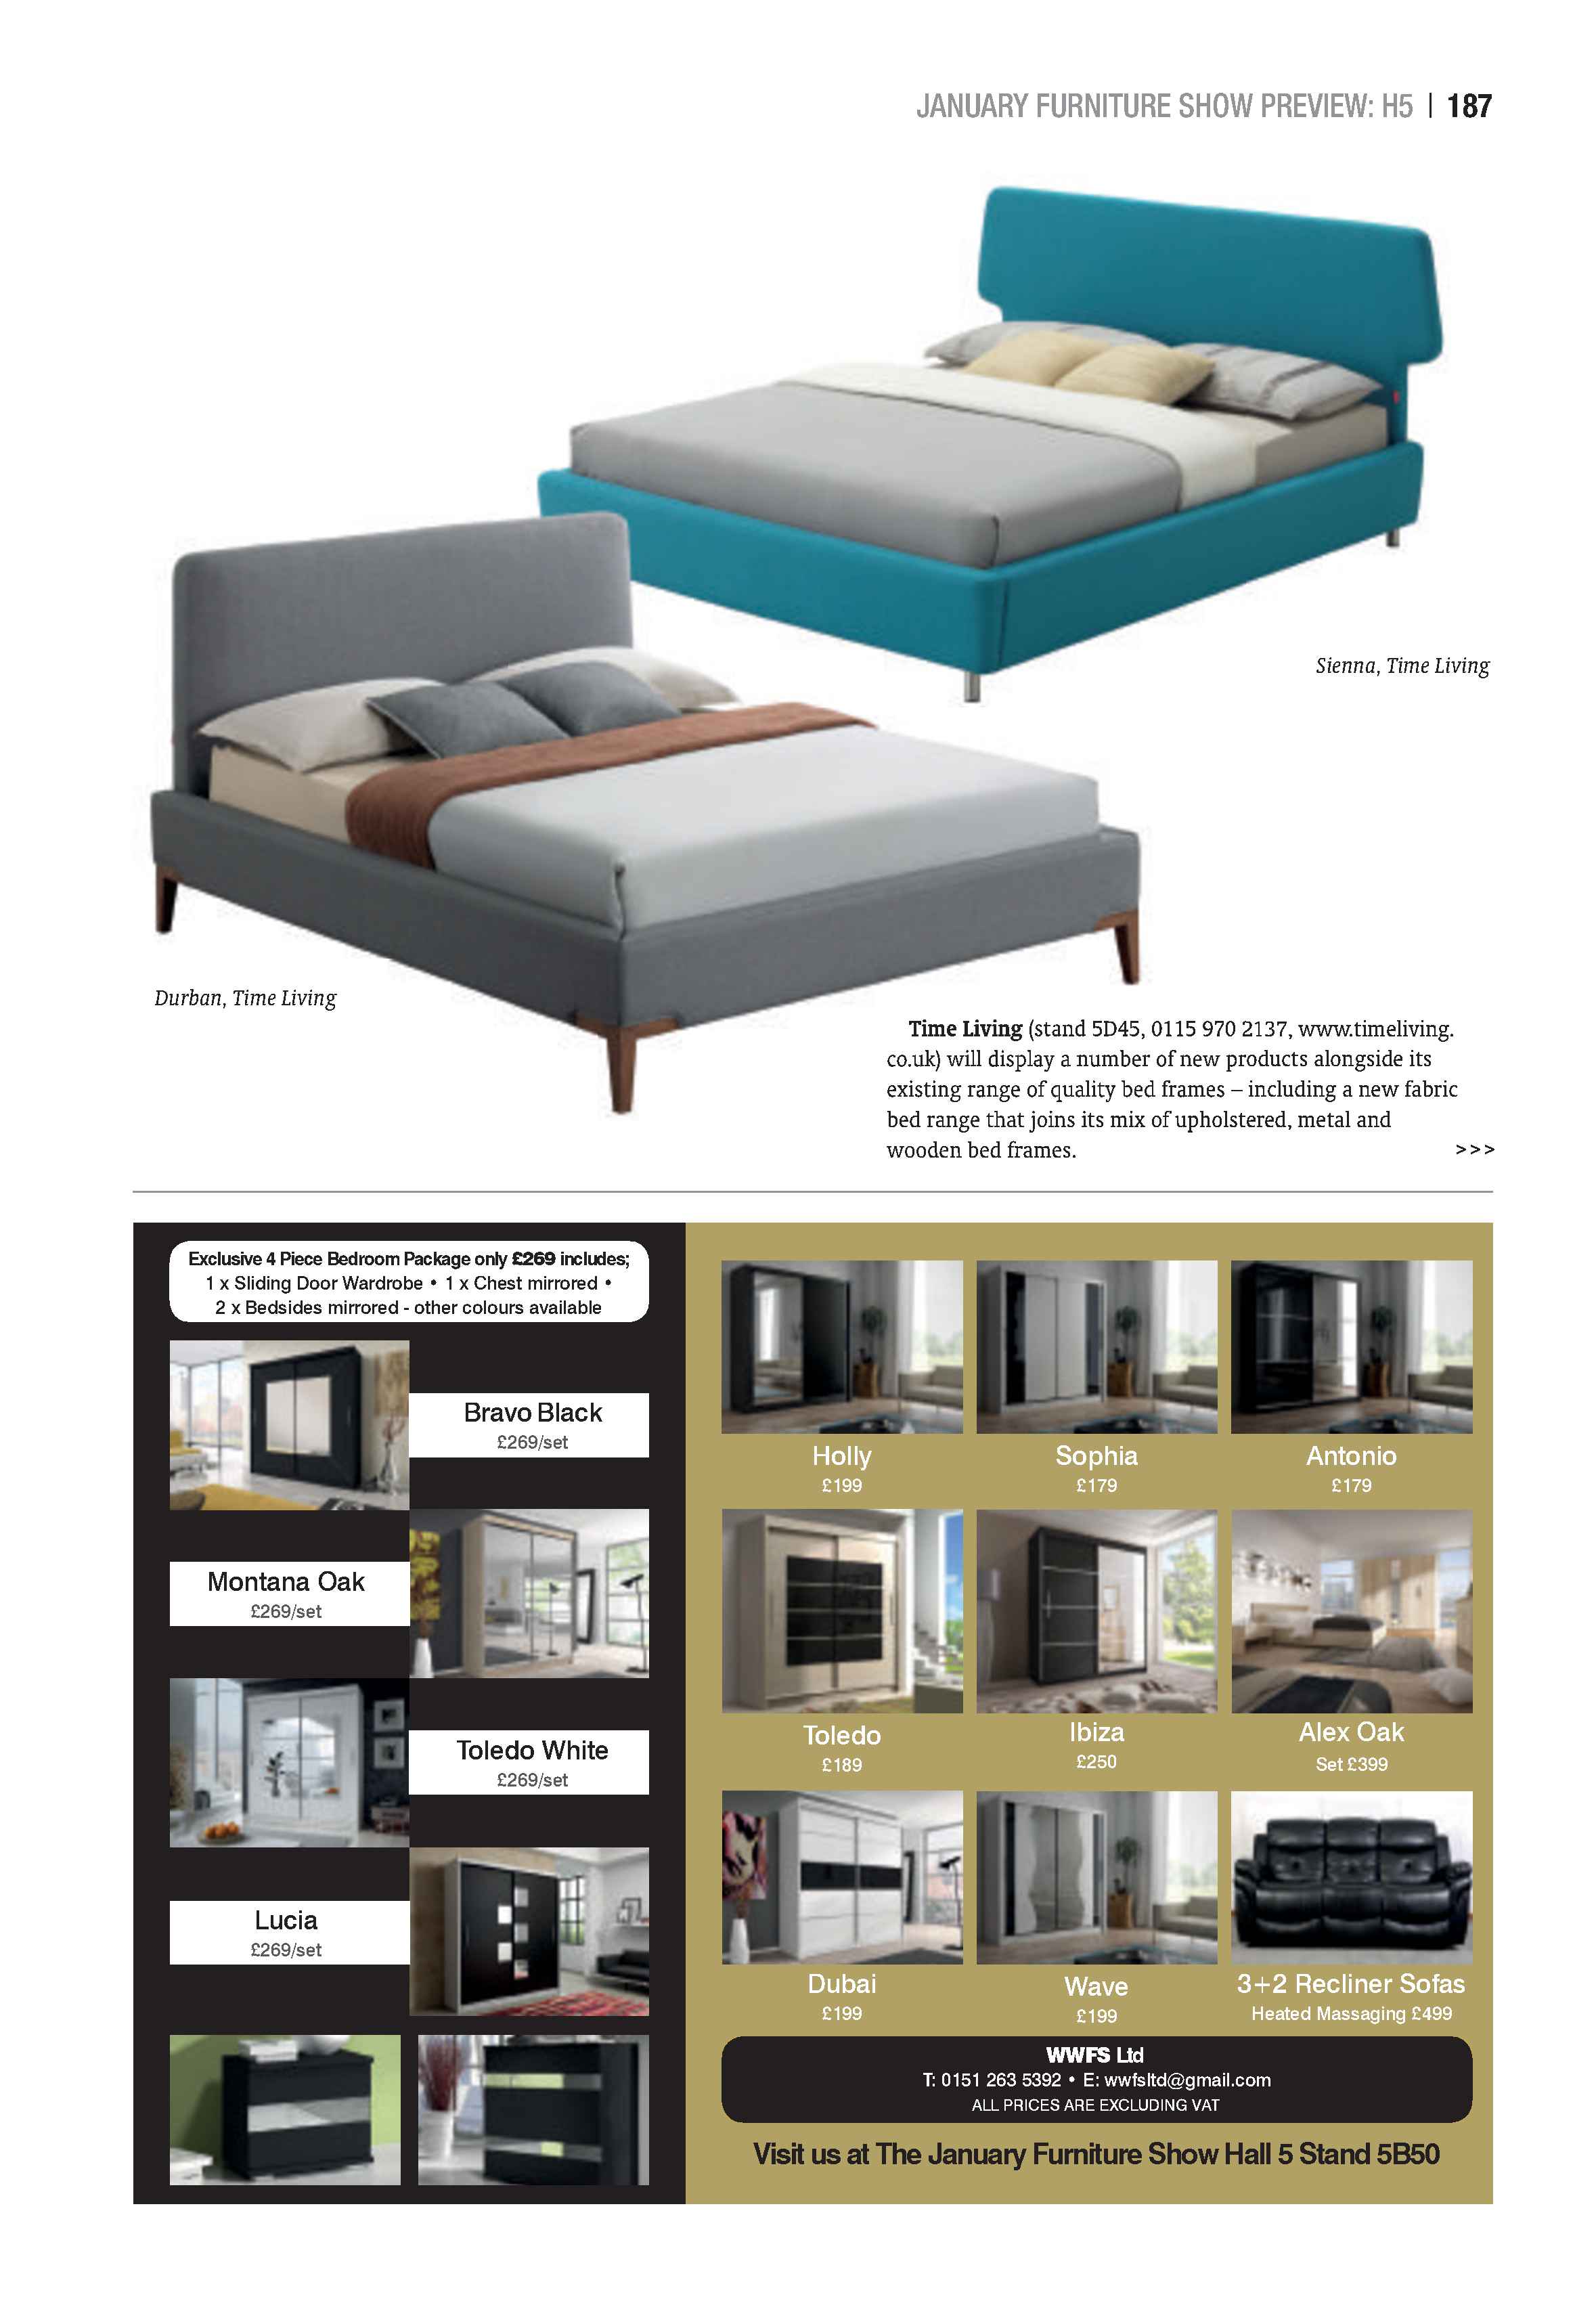 JANUARY FURNITURE SHOW PREVIEW: H5 | 187
Sienna, Time Living
Durban, Time Living
Time Living (stand 5D45, 0115 970 2137, www.timeliving.
co.uk) will display a number of new products alongside its
existing range of quality bed frames – including a new fabric
bed range that joins its mix of upholstered, metal and
wooden bed frames.
>>>
Exclusive 4 Piece Bedroom Package only £269 includes;
1 x Sliding Door Wardrobe • 1 x Chest mirrored •
2 x Bedsides mirrored - other colours available
Bravo Black
£269/set
Montana Oak
£269/set
Toledo White
£269/set
Lucia
£269/set
Holly
£199
Sophia
£179
Antonio
£179
Toledo
£189
Ibiza
£250
Alex Oak
Set £399
Dubai
£199
Wave
£199
3+2 Recliner Sofas
Heated Massaging £499
WWFS Ltd
T: 0151 263 5392 • E: wwfsltd@gmail.com
ALL PRICES ARE EXCLUDING VAT
Visit us at The January Furniture Show Hall 5 Stand 5B50